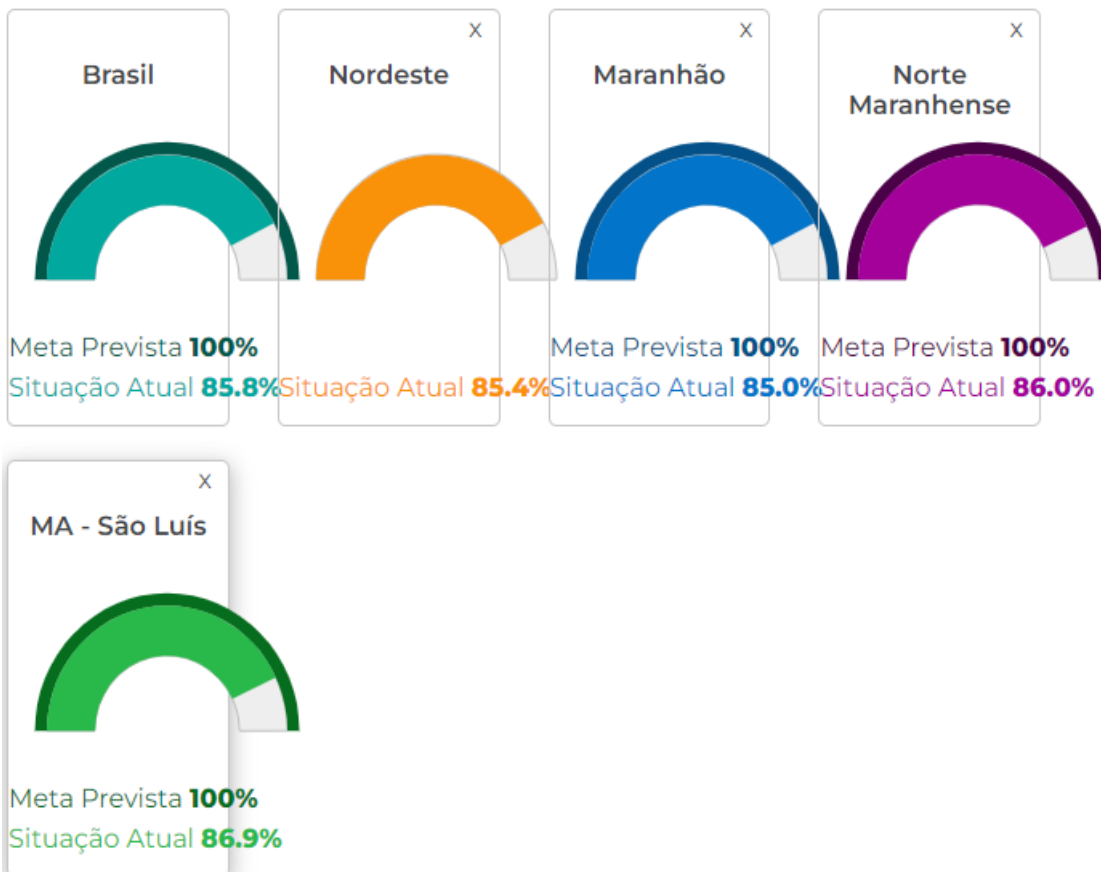 Brasil
Meta Prevista 100%
Situação Atual 85.8%
X
Nordeste
Situação Atual 85.4%
X
Maranhão
Meta Prevista 100%
Situação Atual 85.0%
X
Norte
Maranhense
Meta Prevista 100%
Situação Atual 86.0%
X
MA - São Luís
Meta Prevista 100%
Situação Atual 86.9%